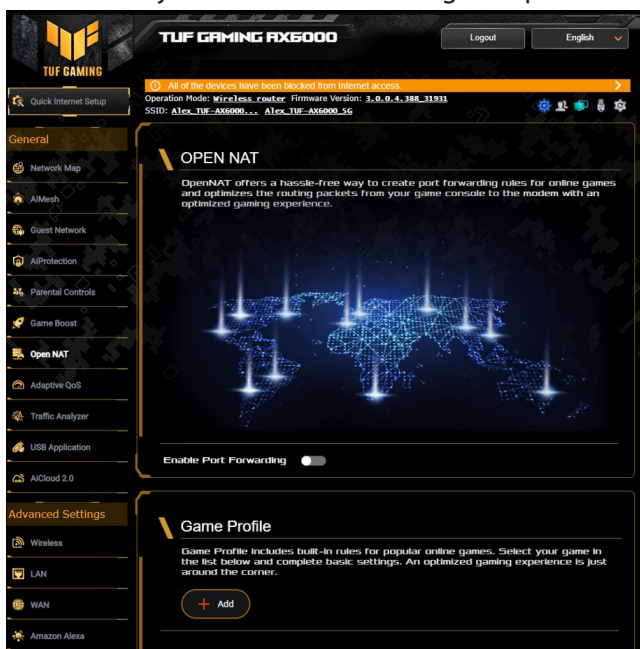 TUF GAMING AX6000
Logout
English
TUF GAMING
All of the devices have been blocked from Internet access.
Quick Internet Setup
Operation Mode: Wireless router Firmware Version: 3.0.0.4.388_31931
SSID: Alex_TUF-AX6000... Alex_TUF-AX6000_5G
General
Network Map
AiMesh
Guest Network
AiProtection
Parental Controls
Game Boost
Open NAT
Adaptive QoS
Traffic Analyzer
USB Application
AiCloud 2.0
Advanced Settings
Wireless
LAN
WAN
Amazon Alexa
OPEN NAT
OpenNAT offers a hassle-free way to create port forwarding rules for online games
and optimizes the routing packets from your game console to the modem with an
optimized gaming experience.
Enable Port Forwarding
Game Profile
Game Profile includes built-in rules for popular online games. Select your game in
the list below and complete basic settings. An optimized gaming experience is just
around the corner.
Add